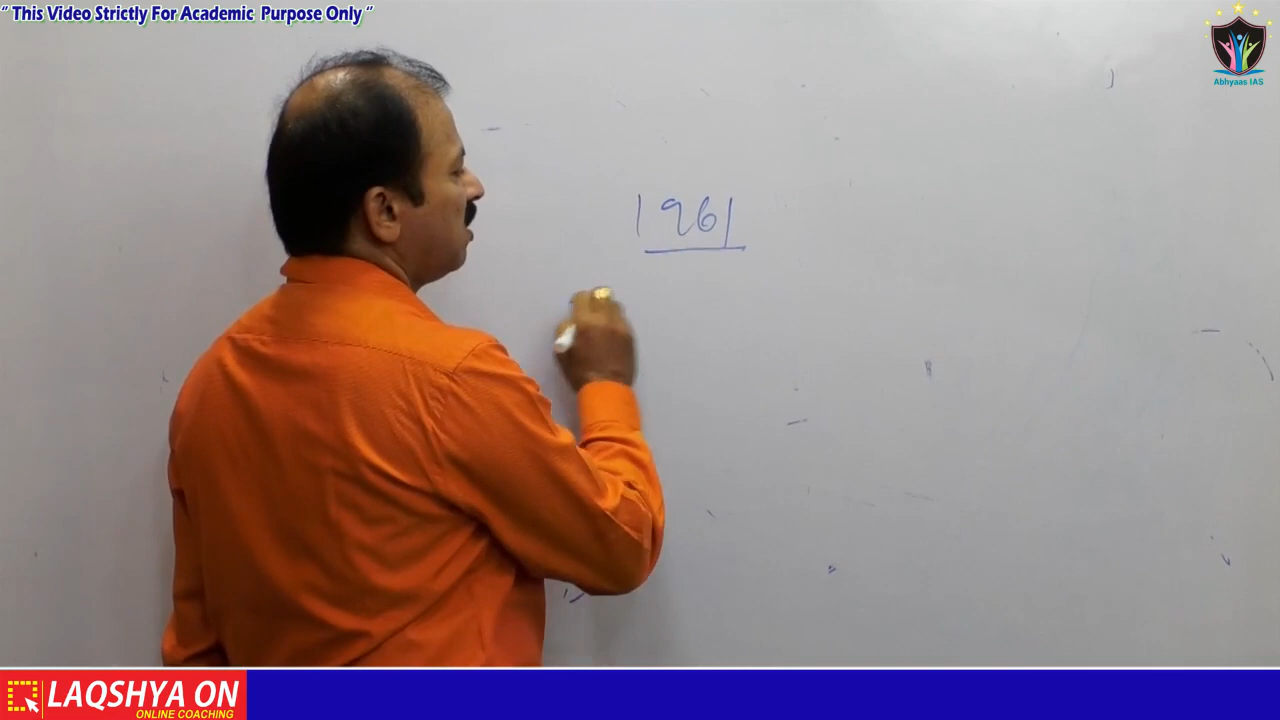 " This Video Strictly For Academic Purpose Only "
Abhyaas IAS
1961
LAQSHYA ON
ONLINE COACHING